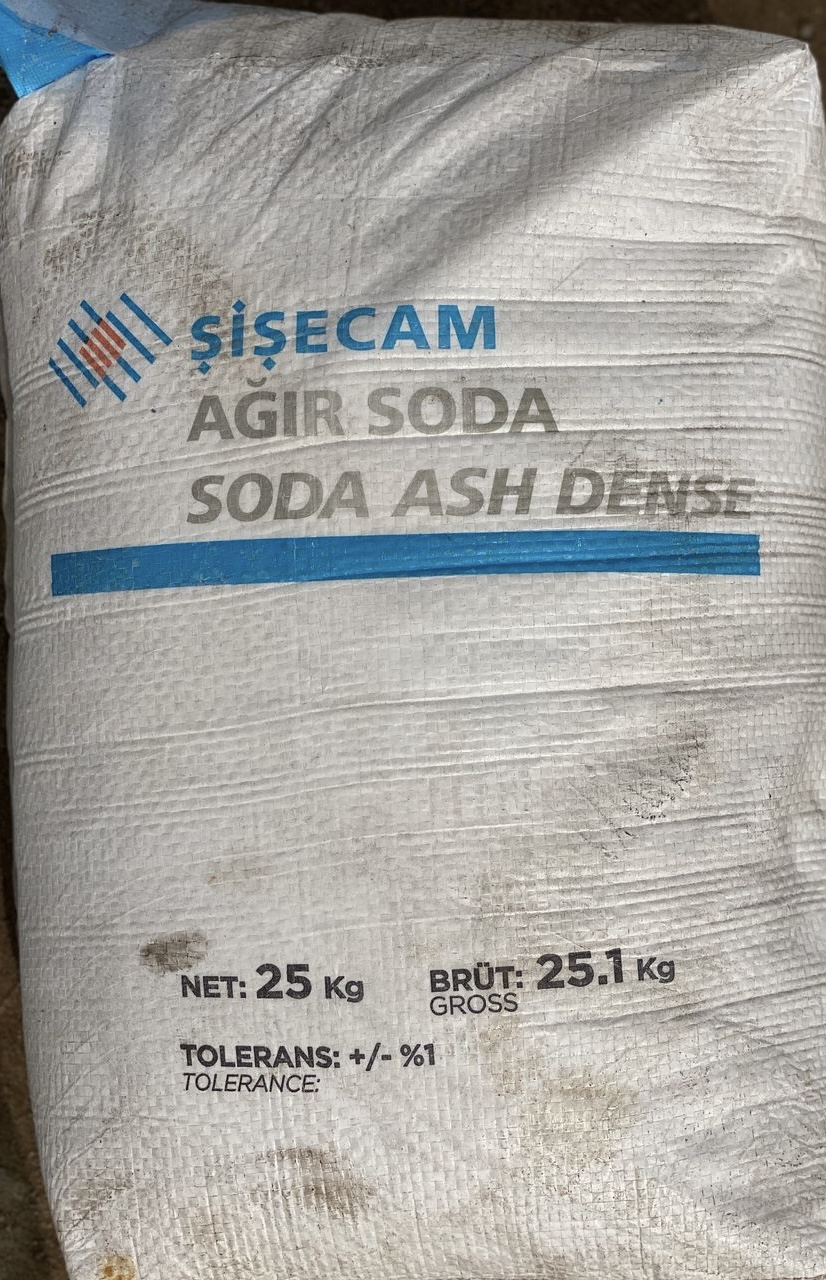 ŞİŞECAM
AĞIR SODA
SODA ASH DENSE
NET: 25 Kg BRÜT: 25.1 Kg
GROSS
TOLERANS: +/- %1
TOLERANCE: